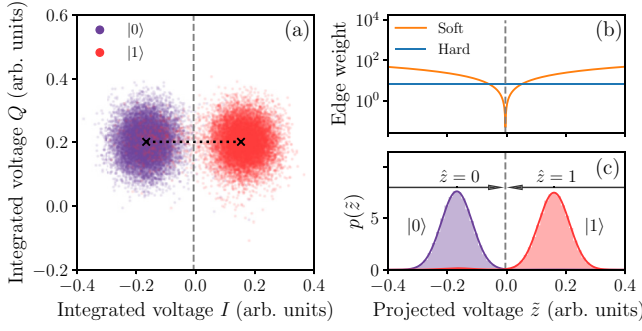 (a)
|0⟩
|1⟩
Integrated voltage Q (arb. units)
0.6
0.4
0.2
0.0
−0.2
−0.4 −0.2 0.0 0.2 0.4
Integrated voltage I (arb. units)
(b)
Soft
Hard
Edge weight
10⁴
10²
10⁰
(c)
ẑ = 0 ẑ = 1
|0⟩ |1⟩
p(z̃)
5
0
−0.4 −0.2 0.0 0.2 0.4
Projected voltage z̃ (arb. units)